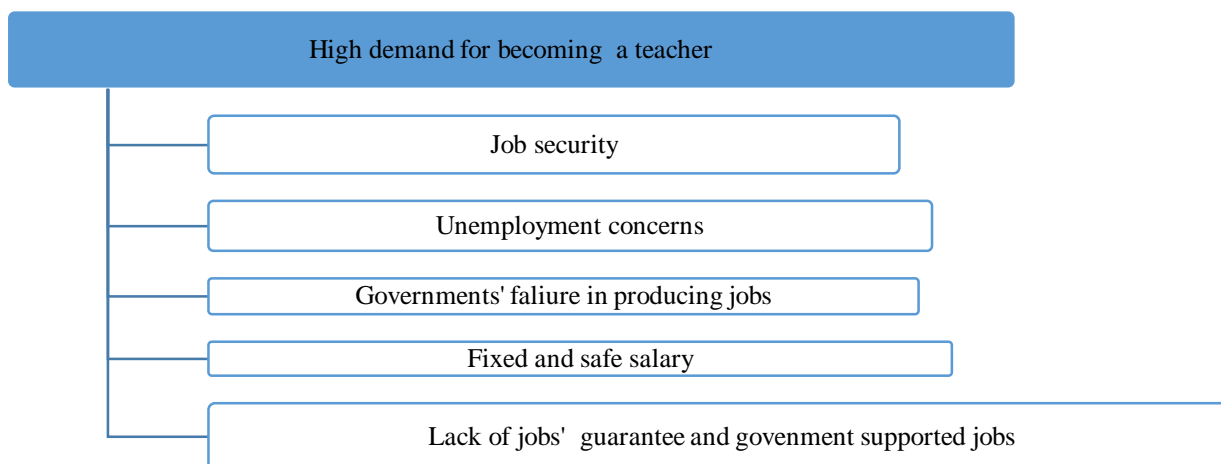 High demand for becoming a teacher
Job security
Unemployment concerns
Governments' faliure in producing jobs
Fixed and safe salary
Lack of jobs' guarantee and govenment supported jobs